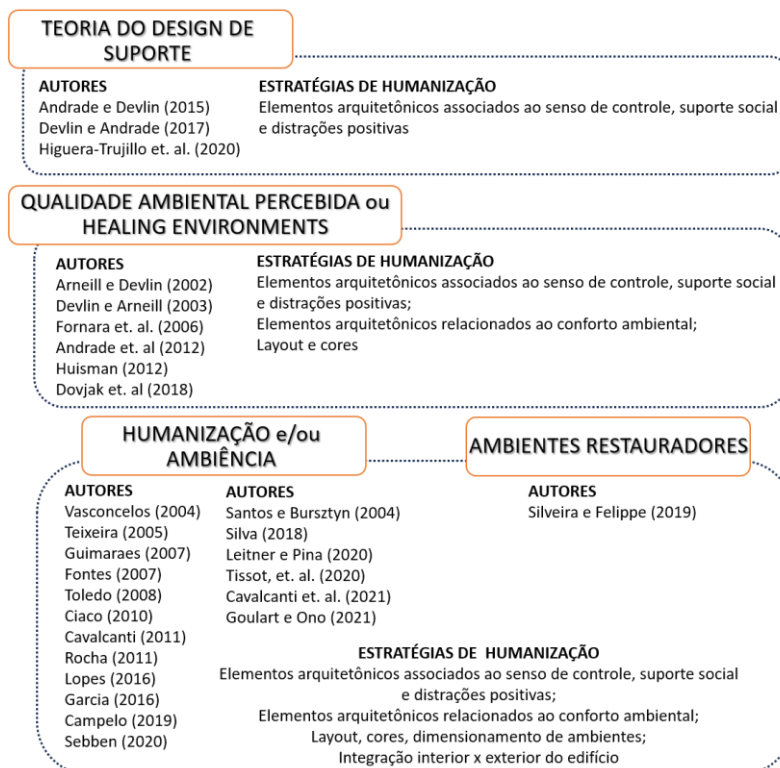 TEORIA DO DESIGN DE
SUPORTE
AUTORES
Andrade e Devlin (2015)
Devlin e Andrade (2017)
Higuera-Trujillo et. al. (2020)
ESTRATÉGIAS DE HUMANIZAÇÃO
Elementos arquitetônicos associados ao senso de controle, suporte social
e distrações positivas
QUALIDADE AMBIENTAL PERCEBIDA ou
HEALING ENVIRONMENTS
AUTORES
Arneill e Devlin (2002)
Devlin e Arneill (2003)
Fornara et. al. (2006)
Andrade et. al (2012)
Huisman (2012)
Dovjak et. al (2018)
ESTRATÉGIAS DE HUMANIZAÇÃO
Elementos arquitetônicos associados ao senso de controle, suporte social
e distrações positivas;
Elementos arquitetônicos relacionados ao conforto ambiental;
Layout e cores
HUMANIZAÇÃO e/ou
AMBIÊNCIA
AUTORES
Vasconcelos (2004)
Teixeira (2005)
Guimaraes (2007)
Fontes (2007)
Toledo (2008)
Ciaco (2010)
Cavalcanti (2011)
Rocha (2011)
Lopes (2016)
Garcia (2016)
Campelo (2019)
Sebben (2020)
AUTORES
Santos e Bursztyn (2004)
Silva (2018)
Leitner e Pina (2020)
Tissot, et. al. (2020)
Cavalcanti et. al. (2021)
Goulart e Ono (2021)
AMBIENTES RESTAURADORES
AUTORES
Silveira e Felippe (2019)
ESTRATÉGIAS DE HUMANIZAÇÃO
Elementos arquitetônicos associados ao senso de controle, suporte social
e distrações positivas;
Elementos arquitetônicos relacionados ao conforto ambiental;
Layout, cores, dimensionamento de ambientes;
Integração interior x exterior do edifício